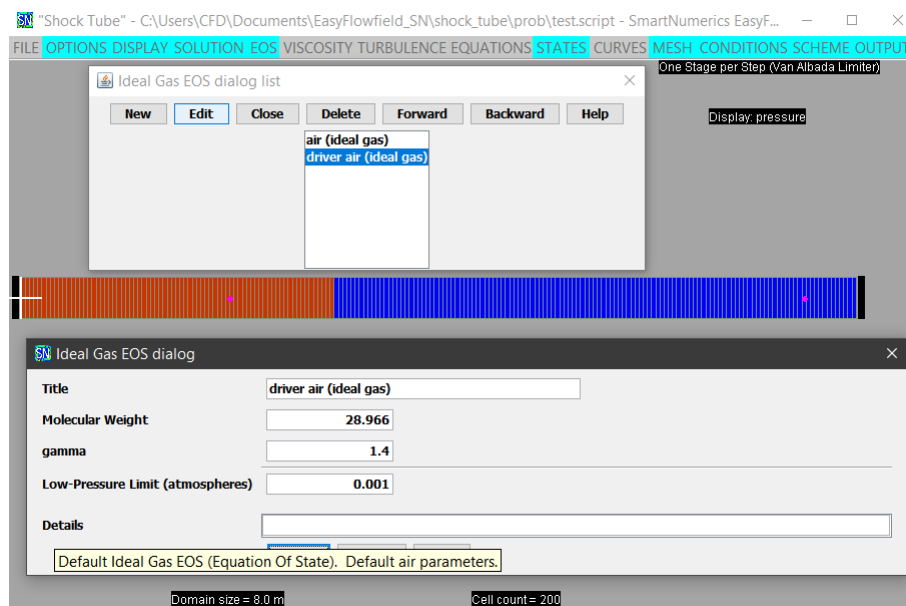 "Shock Tube" - C:\Users\CFD\Documents\EasyFlowfield_SN\shock_tube\prob\test.script - SmartNumerics EasyF...
FILE OPTIONS DISPLAY SOLUTION EOS VISCOSITY TURBULENCE EQUATIONS STATES CURVES MESH CONDITIONS SCHEME OUTPUT
One Stage per Step (Van Albada Limiter)
Ideal Gas EOS dialog list
New Edit Close Delete Forward Backward Help
Display: pressure
air (ideal gas)
driver air (ideal gas)
SN Ideal Gas EOS dialog
Title driver air (ideal gas)
Molecular Weight 28.966
gamma 1.4
Low-Pressure Limit (atmospheres) 0.001
Details
Default Ideal Gas EOS (Equation Of State). Default air parameters.
Domain size = 8.0 m Cell count= 200